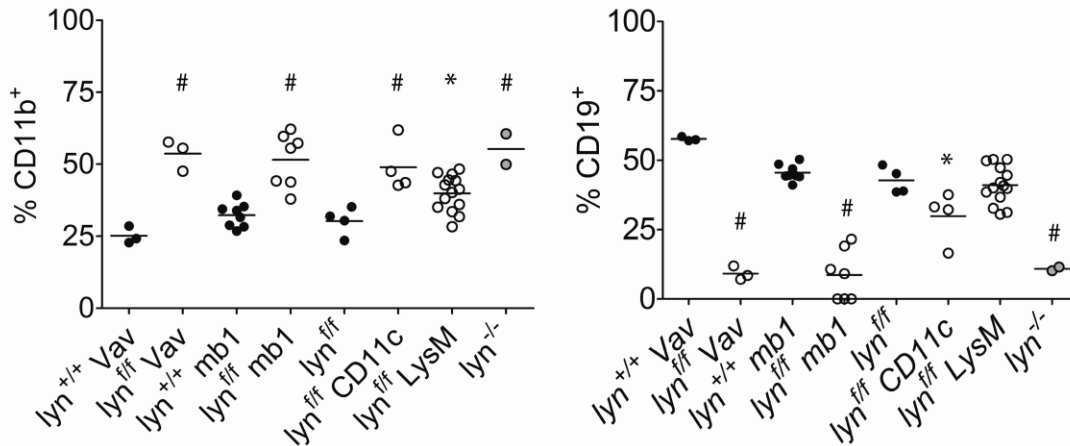 100
75
50
25
0
% CD11b⁺
# # # * #
lyn⁺/⁺ Vav
lynᶠ/ᶠ Vav
lyn⁺/⁺ mb1
lynᶠ/ᶠ mb1
lynᶠ/ᶠ
lynᶠ/ᶠ CD11c
lynᶠ/ᶠ LysM
lyn⁻/⁻
100
75
50
25
0
% CD19⁺
# # * #
lyn⁺/⁺ Vav
lynᶠ/ᶠ Vav
lyn⁺/⁺ mb1
lynᶠ/ᶠ mb1
lynᶠ/ᶠ
lynᶠ/ᶠ CD11c
lynᶠ/ᶠ LysM
lyn⁻/⁻